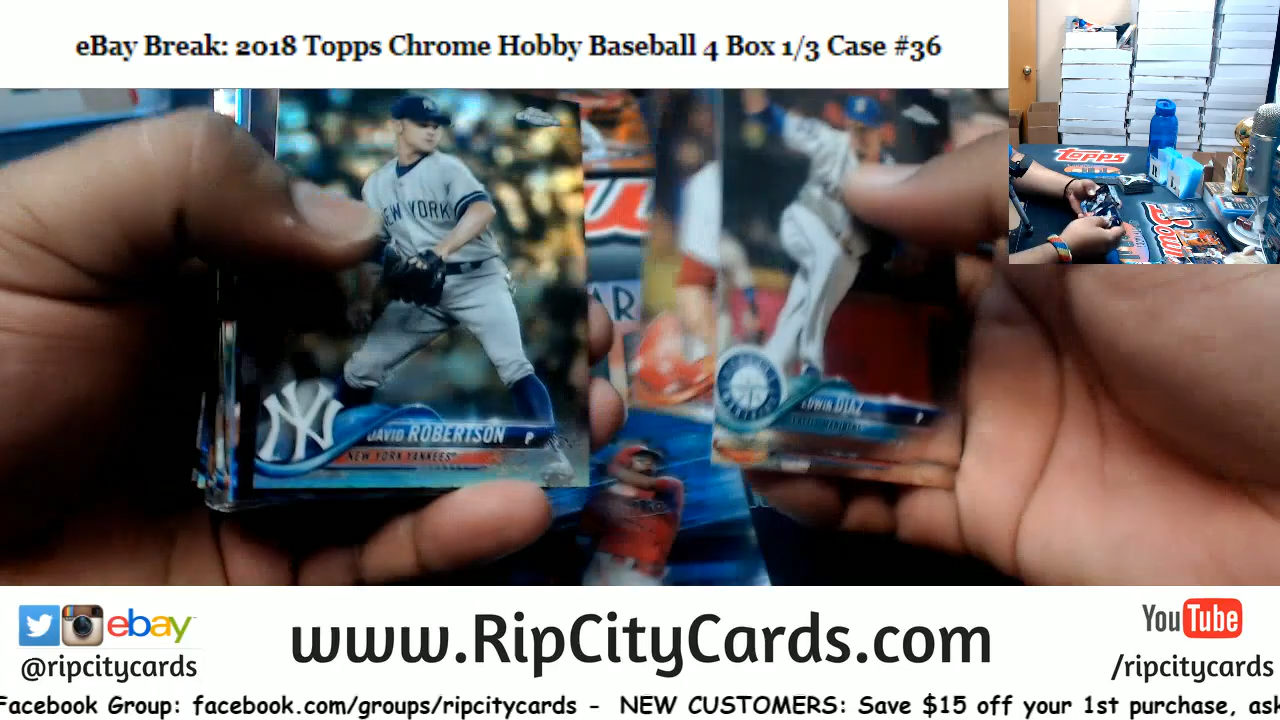 eBay Break: 2018 Topps Chrome Hobby Baseball 4 Box 1/3 Case #36
topps
NEW YORK
NY
DAVID ROBERTSON P
NEW YORK YANKEES
EDWIN DIAZ P
ebay
@ripcitycards
www.RipCityCards.com
YouTube
/ripcitycards
Facebook Group: facebook.com/groups/ripcitycards - NEW CUSTOMERS: Save $15 off your 1st purchase, ask